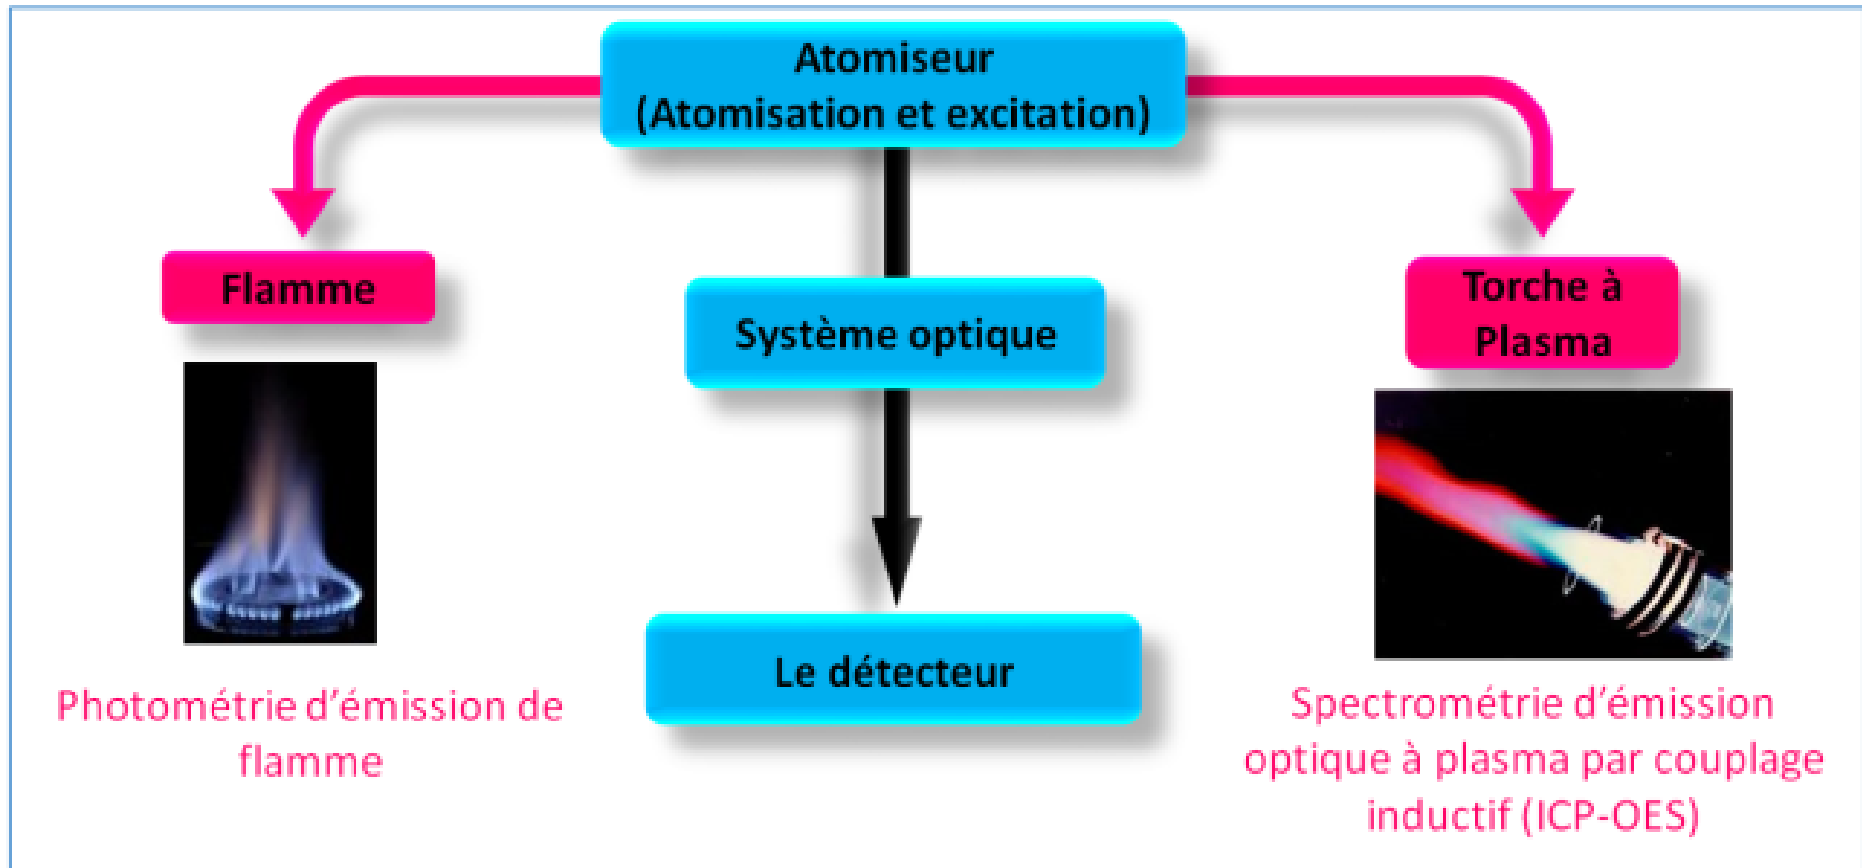 Atomiseur
(Atomisation et excitation)
Flamme
Système optique
Torche à
Plasma
Le détecteur
Photométrie d’émission de
flamme
Spectrométrie d’émission
optique à plasma par couplage
inductif (ICP-OES)